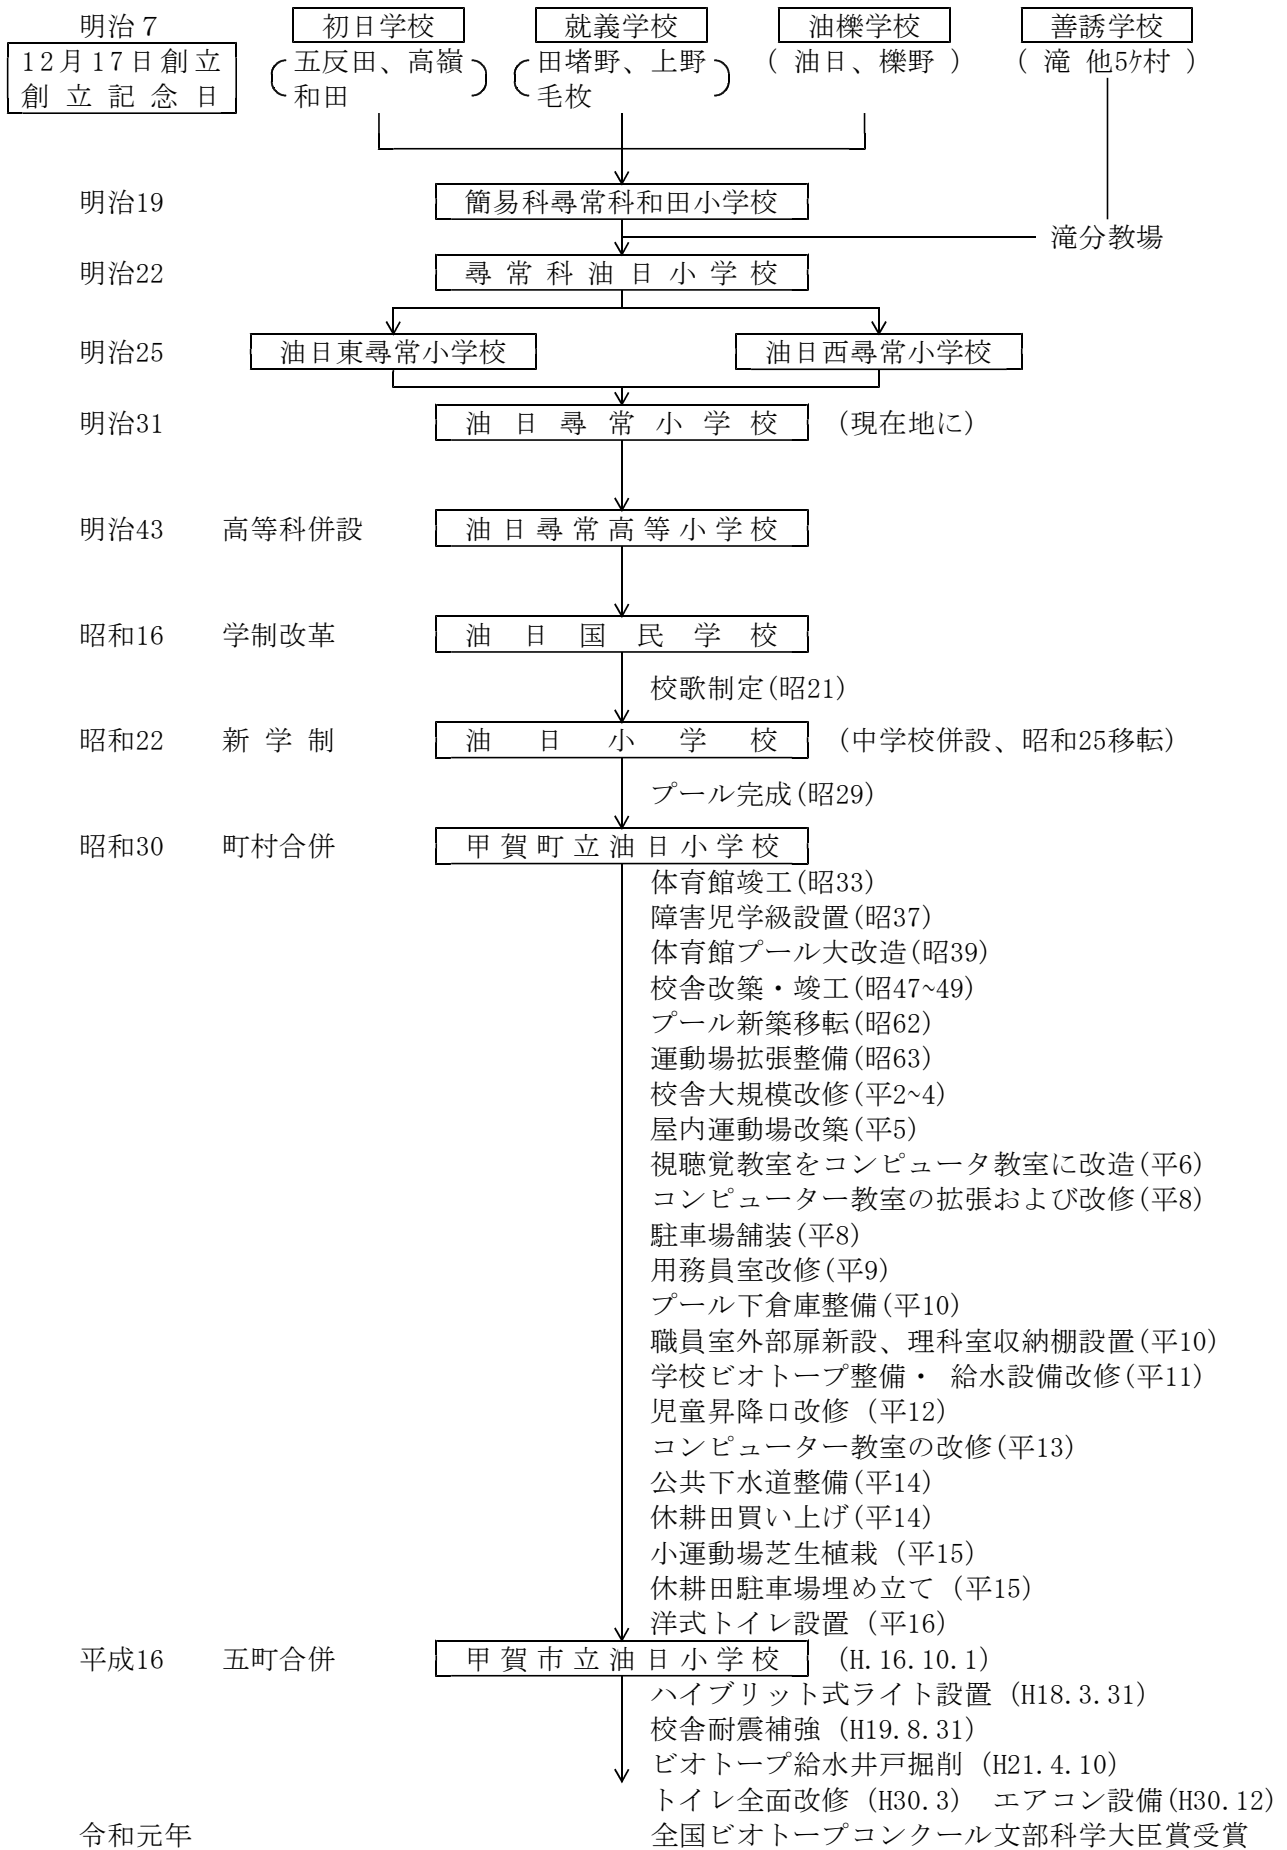 明治７ 初日学校 就義学校 油櫟学校 善誘学校
12月17日創立 五反田、高嶺 田堵野、上野 ( 油日、櫟野 ) ( 滝 他5ケ村 )
創立記念日 和田 毛枚
明治19 簡易科尋常科和田小学校
滝分教場
明治22 尋常科油日小学校
明治25 油日東尋常小学校 油日西尋常小学校
明治31 油日尋常小学校 (現在地に)
明治43 高等科併設 油日尋常高等小学校
昭和16 学制改革 油日国民学校
校歌制定(昭21)
昭和22 新学制 油日小学校 (中学校併設、昭和25移転)
プール完成(昭29)
昭和30 町村合併 甲賀町立油日小学校
体育館竣工(昭33)
障害児学級設置(昭37)
体育館プール大改造(昭39)
校舎改築・竣工(昭47~49)
プール新築移転(昭62)
運動場拡張整備(昭63)
校舎大規模改修(平2~4)
屋内運動場改築(平5)
視聴覚教室をコンピュータ教室に改造(平6)
コンピューター教室の拡張および改修(平8)
駐車場舗装(平8)
用務員室改修(平9)
プール下倉庫整備(平10)
職員室外部扉新設、理科室収納棚設置(平10)
学校ビオトープ整備・ 給水設備改修(平11)
児童昇降口改修 (平12)
コンピューター教室の改修(平13)
公共下水道整備(平14)
休耕田買い上げ(平14)
小運動場芝生植栽 (平15)
休耕田駐車場埋め立て (平15)
洋式トイレ設置 (平16)
平成16 五町合併 甲賀市立油日小学校 (H.16.10.1)
ハイブリット式ライト設置 (H18.3.31)
校舎耐震補強 (H19.8.31)
ビオトープ給水井戸掘削 (H21.4.10)
トイレ全面改修 (H30.3) エアコン設備(H30.12)
令和元年 全国ビオトープコンクール文部科学大臣賞受賞